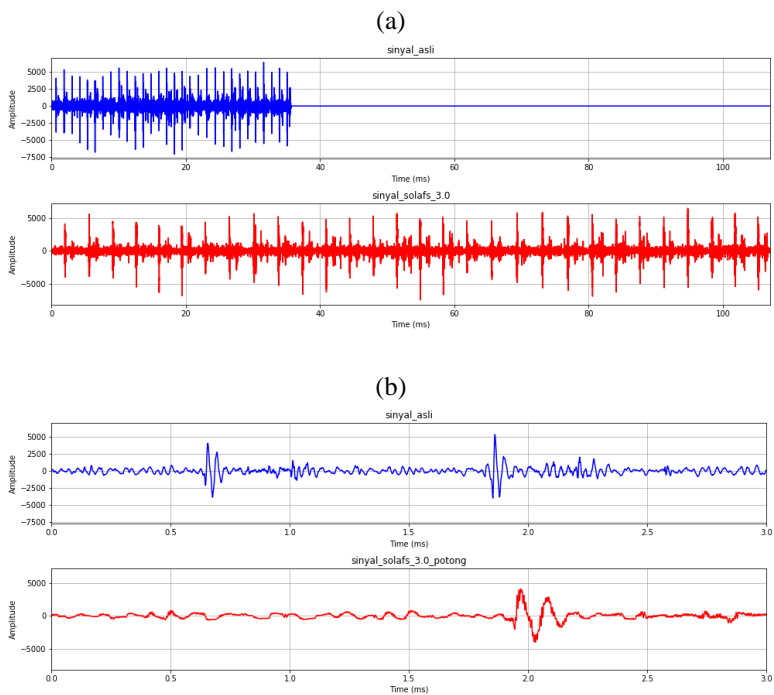 (a)
sinyal_asli
5000
2500
0
−2500
−5000
−7500
Amplitude
0 20 40 60 80 100
Time (ms)
sinyal_solafs_3.0
5000
0
−5000
Amplitude
0 20 40 60 80 100
Time (ms)
(b)
sinyal_asli
5000
2500
0
−2500
−5000
−7500
Amplitude
0.0 0.5 1.0 1.5 2.0 2.5 3.0
Time (ms)
sinyal_solafs_3.0_potong
5000
0
−5000
Amplitude
0.0 0.5 1.0 1.5 2.0 2.5 3.0
Time (ms)